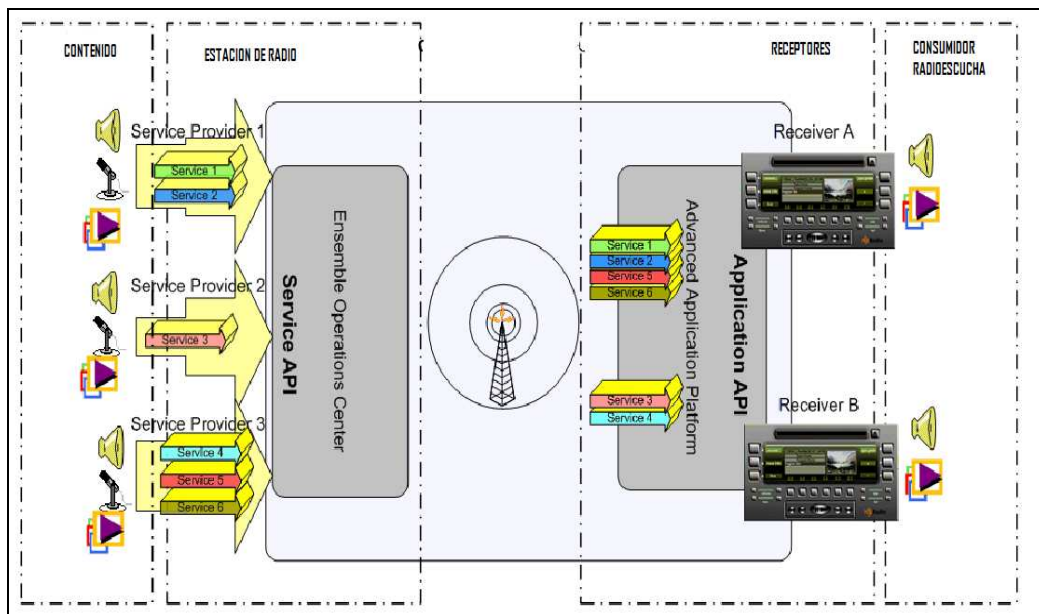 CONTENIDO
ESTACION DE RADIO
RECEPTORES
CONSUMIDOR
RADIOESCUCHA
Service Provider 1
Service 1
Service 2
Service Provider 2
Service 3
Service Provider 3
Service 4
Service 5
Service 6
Service API
Ensemble Operations Center
Service 1
Service 2
Service 5
Service 6
Service 3
Service 4
Advanced Application Platform
Application API
Receiver A
Receiver B